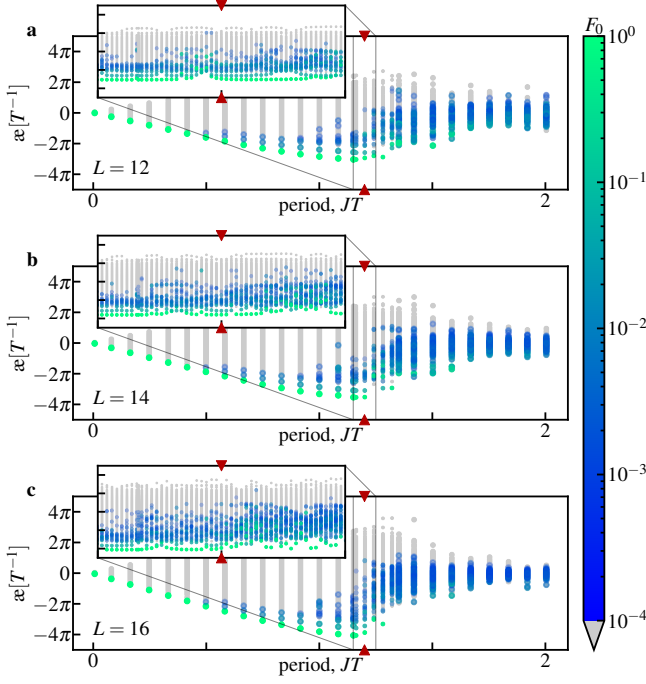 a
F₀
10⁰
10⁻¹
10⁻²
10⁻³
10⁻⁴
æ[T⁻¹]
4π
2π
0
−2π
−4π
L = 12
0
period, JT
2
b
æ[T⁻¹]
4π
2π
0
−2π
−4π
L = 14
0
period, JT
2
c
æ[T⁻¹]
4π
2π
0
−2π
−4π
L = 16
0
period, JT
2